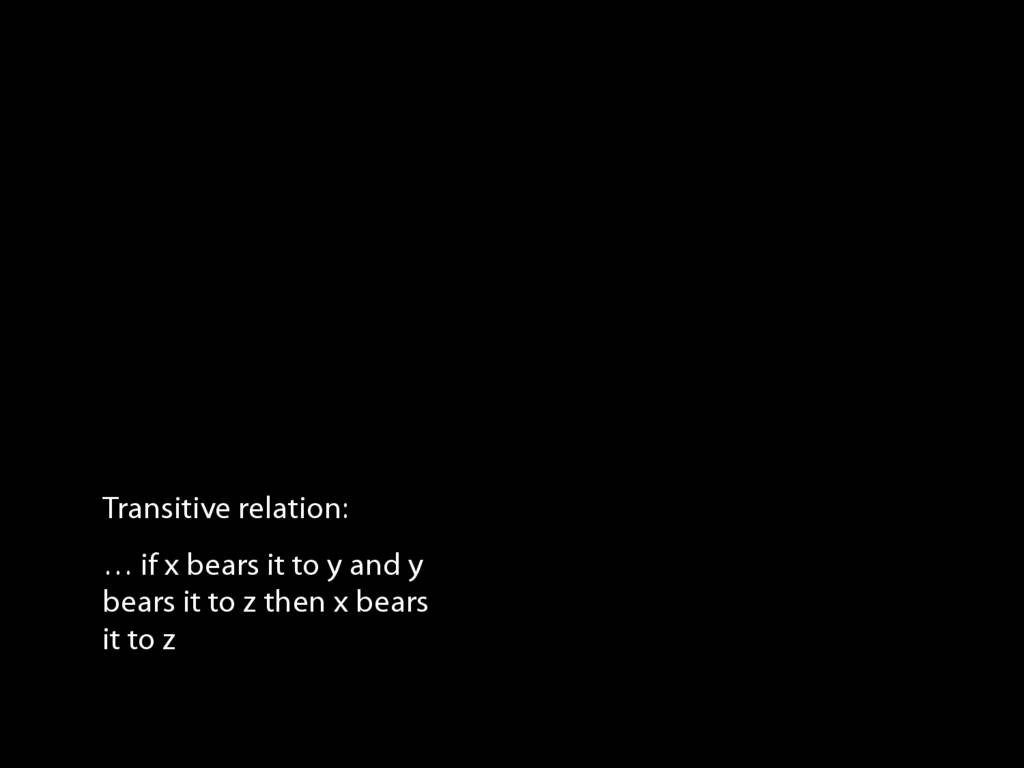 Transitive relation:
… if x bears it to y and y
bears it to z then x bears
it to z